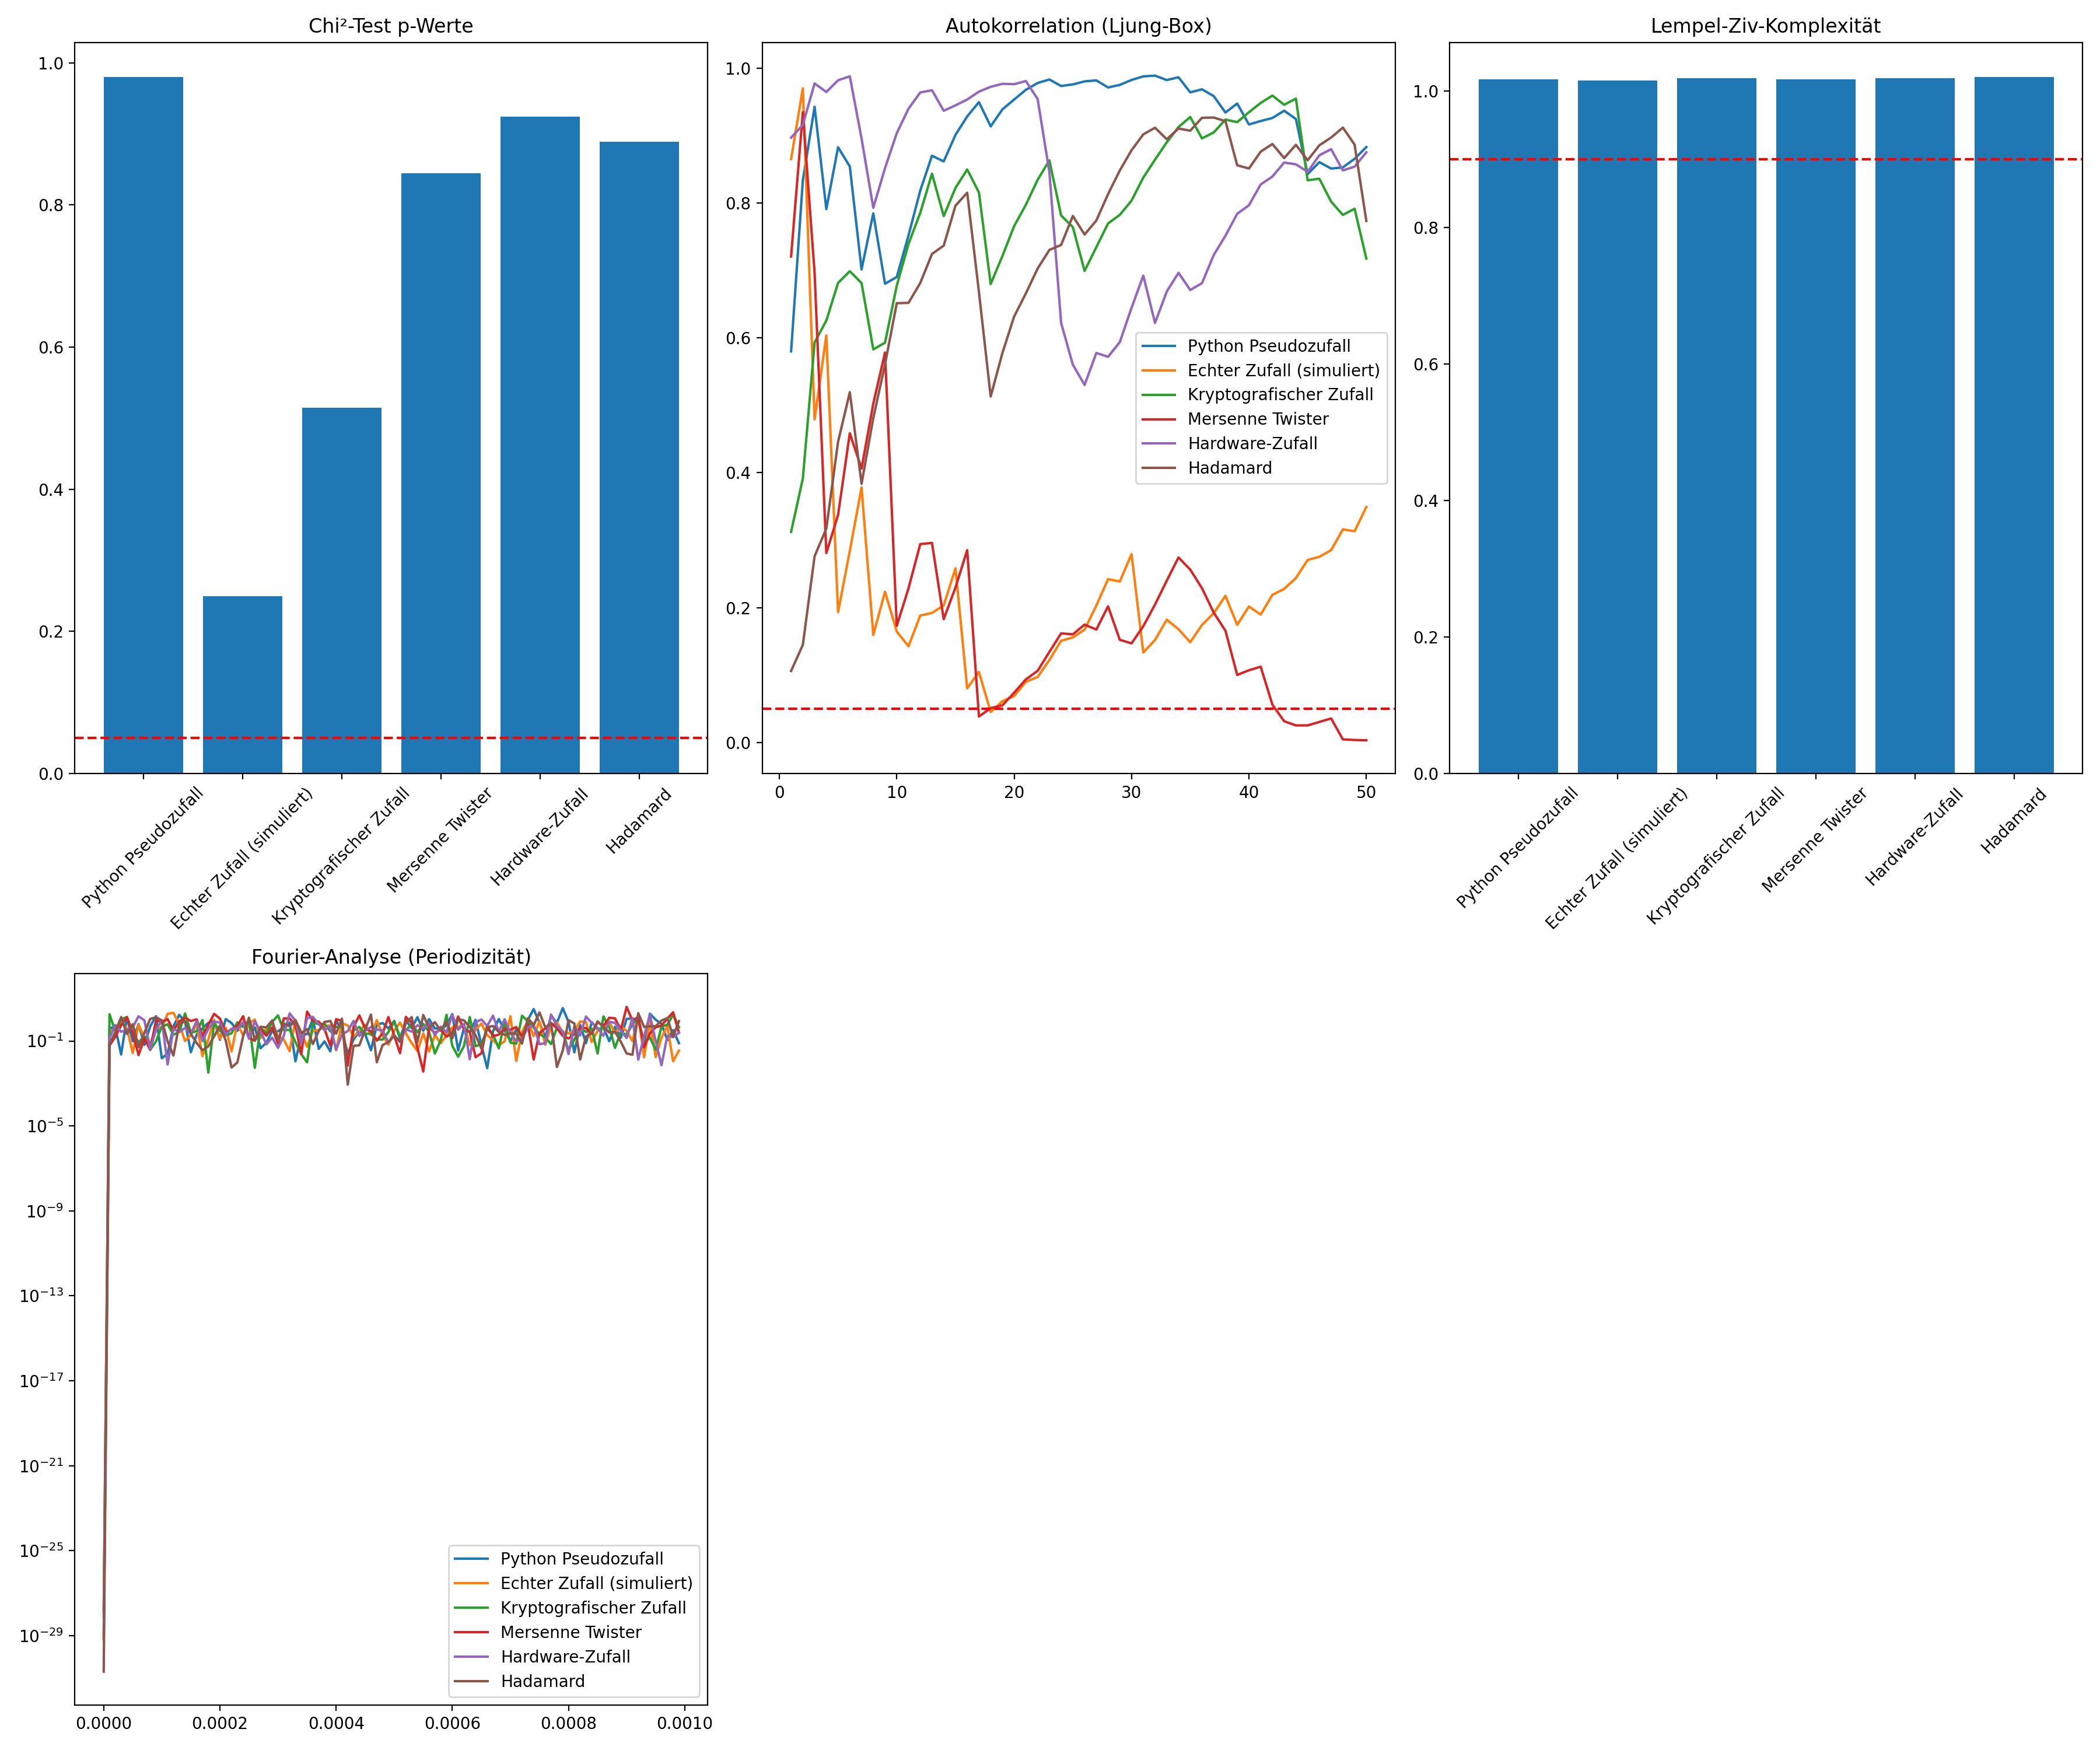 Chi²-Test p-Werte
1.0
0.8
0.6
0.4
0.2
0.0
Python Pseudozufall
Echter Zufall (simuliert)
Kryptografischer Zufall
Mersenne Twister
Hardware-Zufall
Hadamard
Autokorrelation (Ljung-Box)
1.0
0.8
0.6
0.4
0.2
0.0
Python Pseudozufall
Echter Zufall (simuliert)
Kryptografischer Zufall
Mersenne Twister
Hardware-Zufall
Hadamard
0 10 20 30 40 50
Lempel-Ziv-Komplexität
1.0
0.8
0.6
0.4
0.2
0.0
Python Pseudozufall
Echter Zufall (simuliert)
Kryptografischer Zufall
Mersenne Twister
Hardware-Zufall
Hadamard
Fourier-Analyse (Periodizität)
10⁻¹
10⁻⁵
10⁻⁹
10⁻¹³
10⁻¹⁷
10⁻²¹
10⁻²⁵
10⁻²⁹
Python Pseudozufall
Echter Zufall (simuliert)
Kryptografischer Zufall
Mersenne Twister
Hardware-Zufall
Hadamard
0.0000 0.0002 0.0004 0.0006 0.0008 0.0010